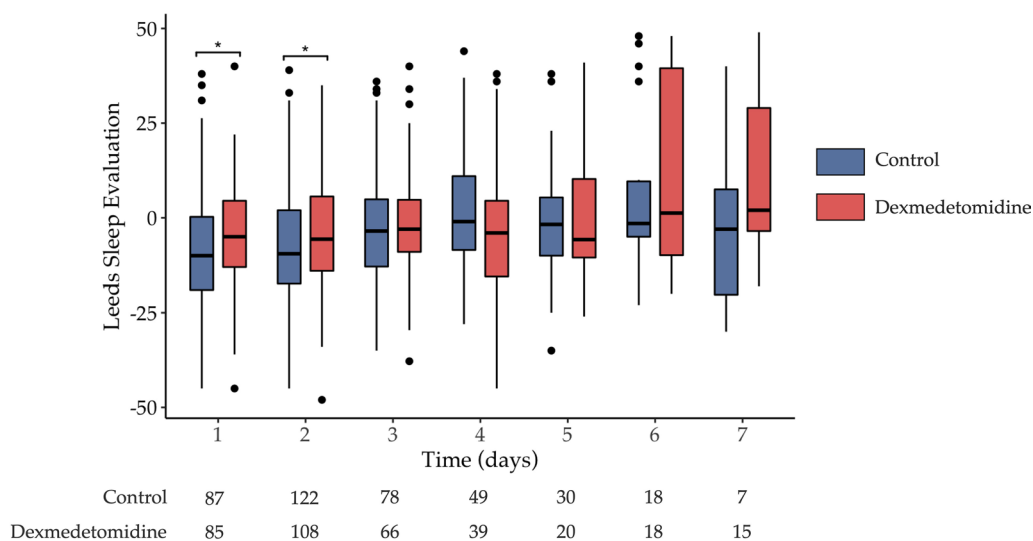 50
* *
25
0
-25
-50
Leeds Sleep Evaluation
Control
Dexmedetomidine
1 2 3 4 5 6 7
Time (days)
Control 87 122 78 49 30 18 7
Dexmedetomidine 85 108 66 39 20 18 15